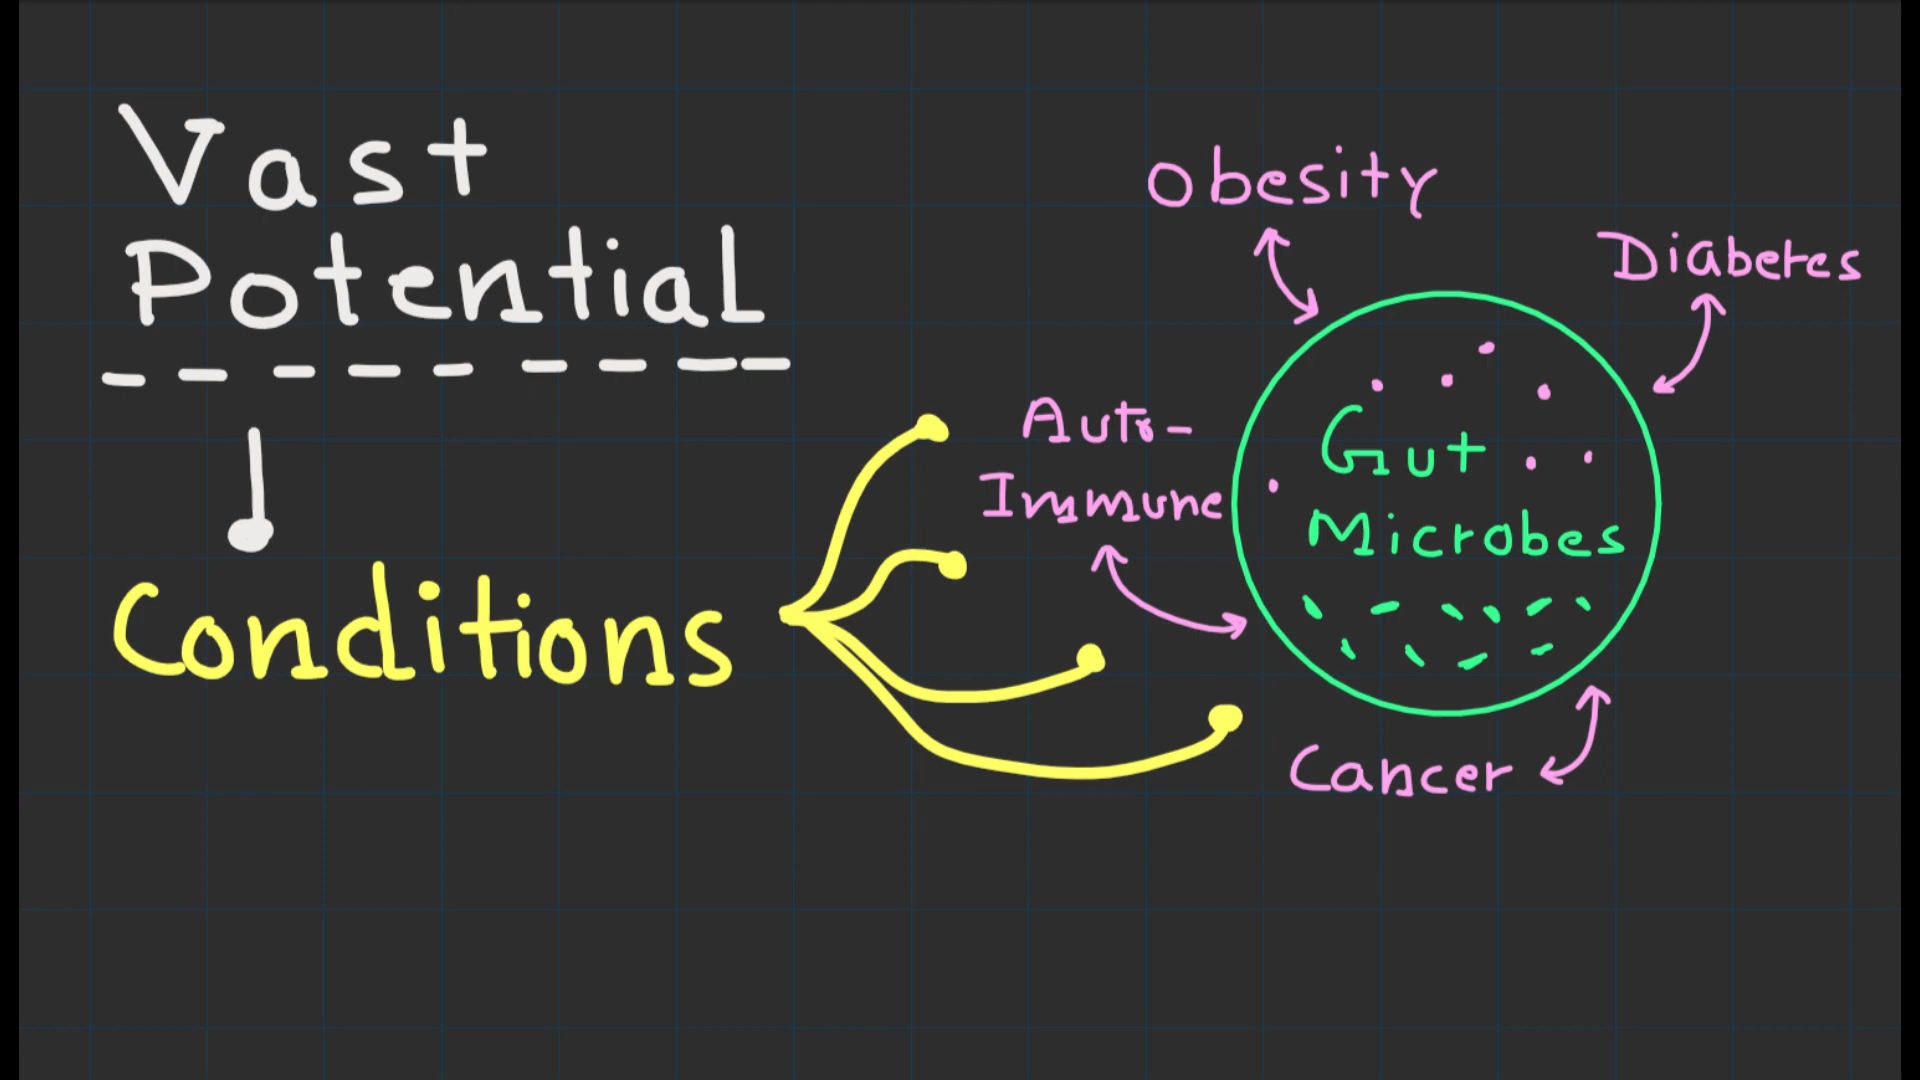 Vast
Potential
Conditions
Obesity
Diabetes
Auto-
Immune
Gut
Microbes
Cancer